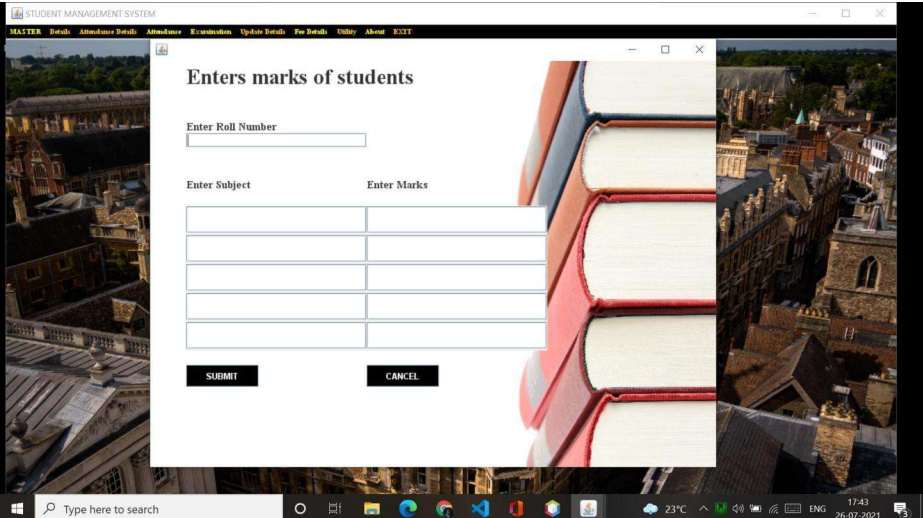 STUDENT MANAGEMENT SYSTEM
MASTER Details Attendance Details Attendance Examination Update Details Fee Details Utility About EXIT
Enters marks of students
Enter Roll Number
Enter Subject Enter Marks
SUBMIT CANCEL
Type here to search
23°C ENG 17:43
26-07-2021